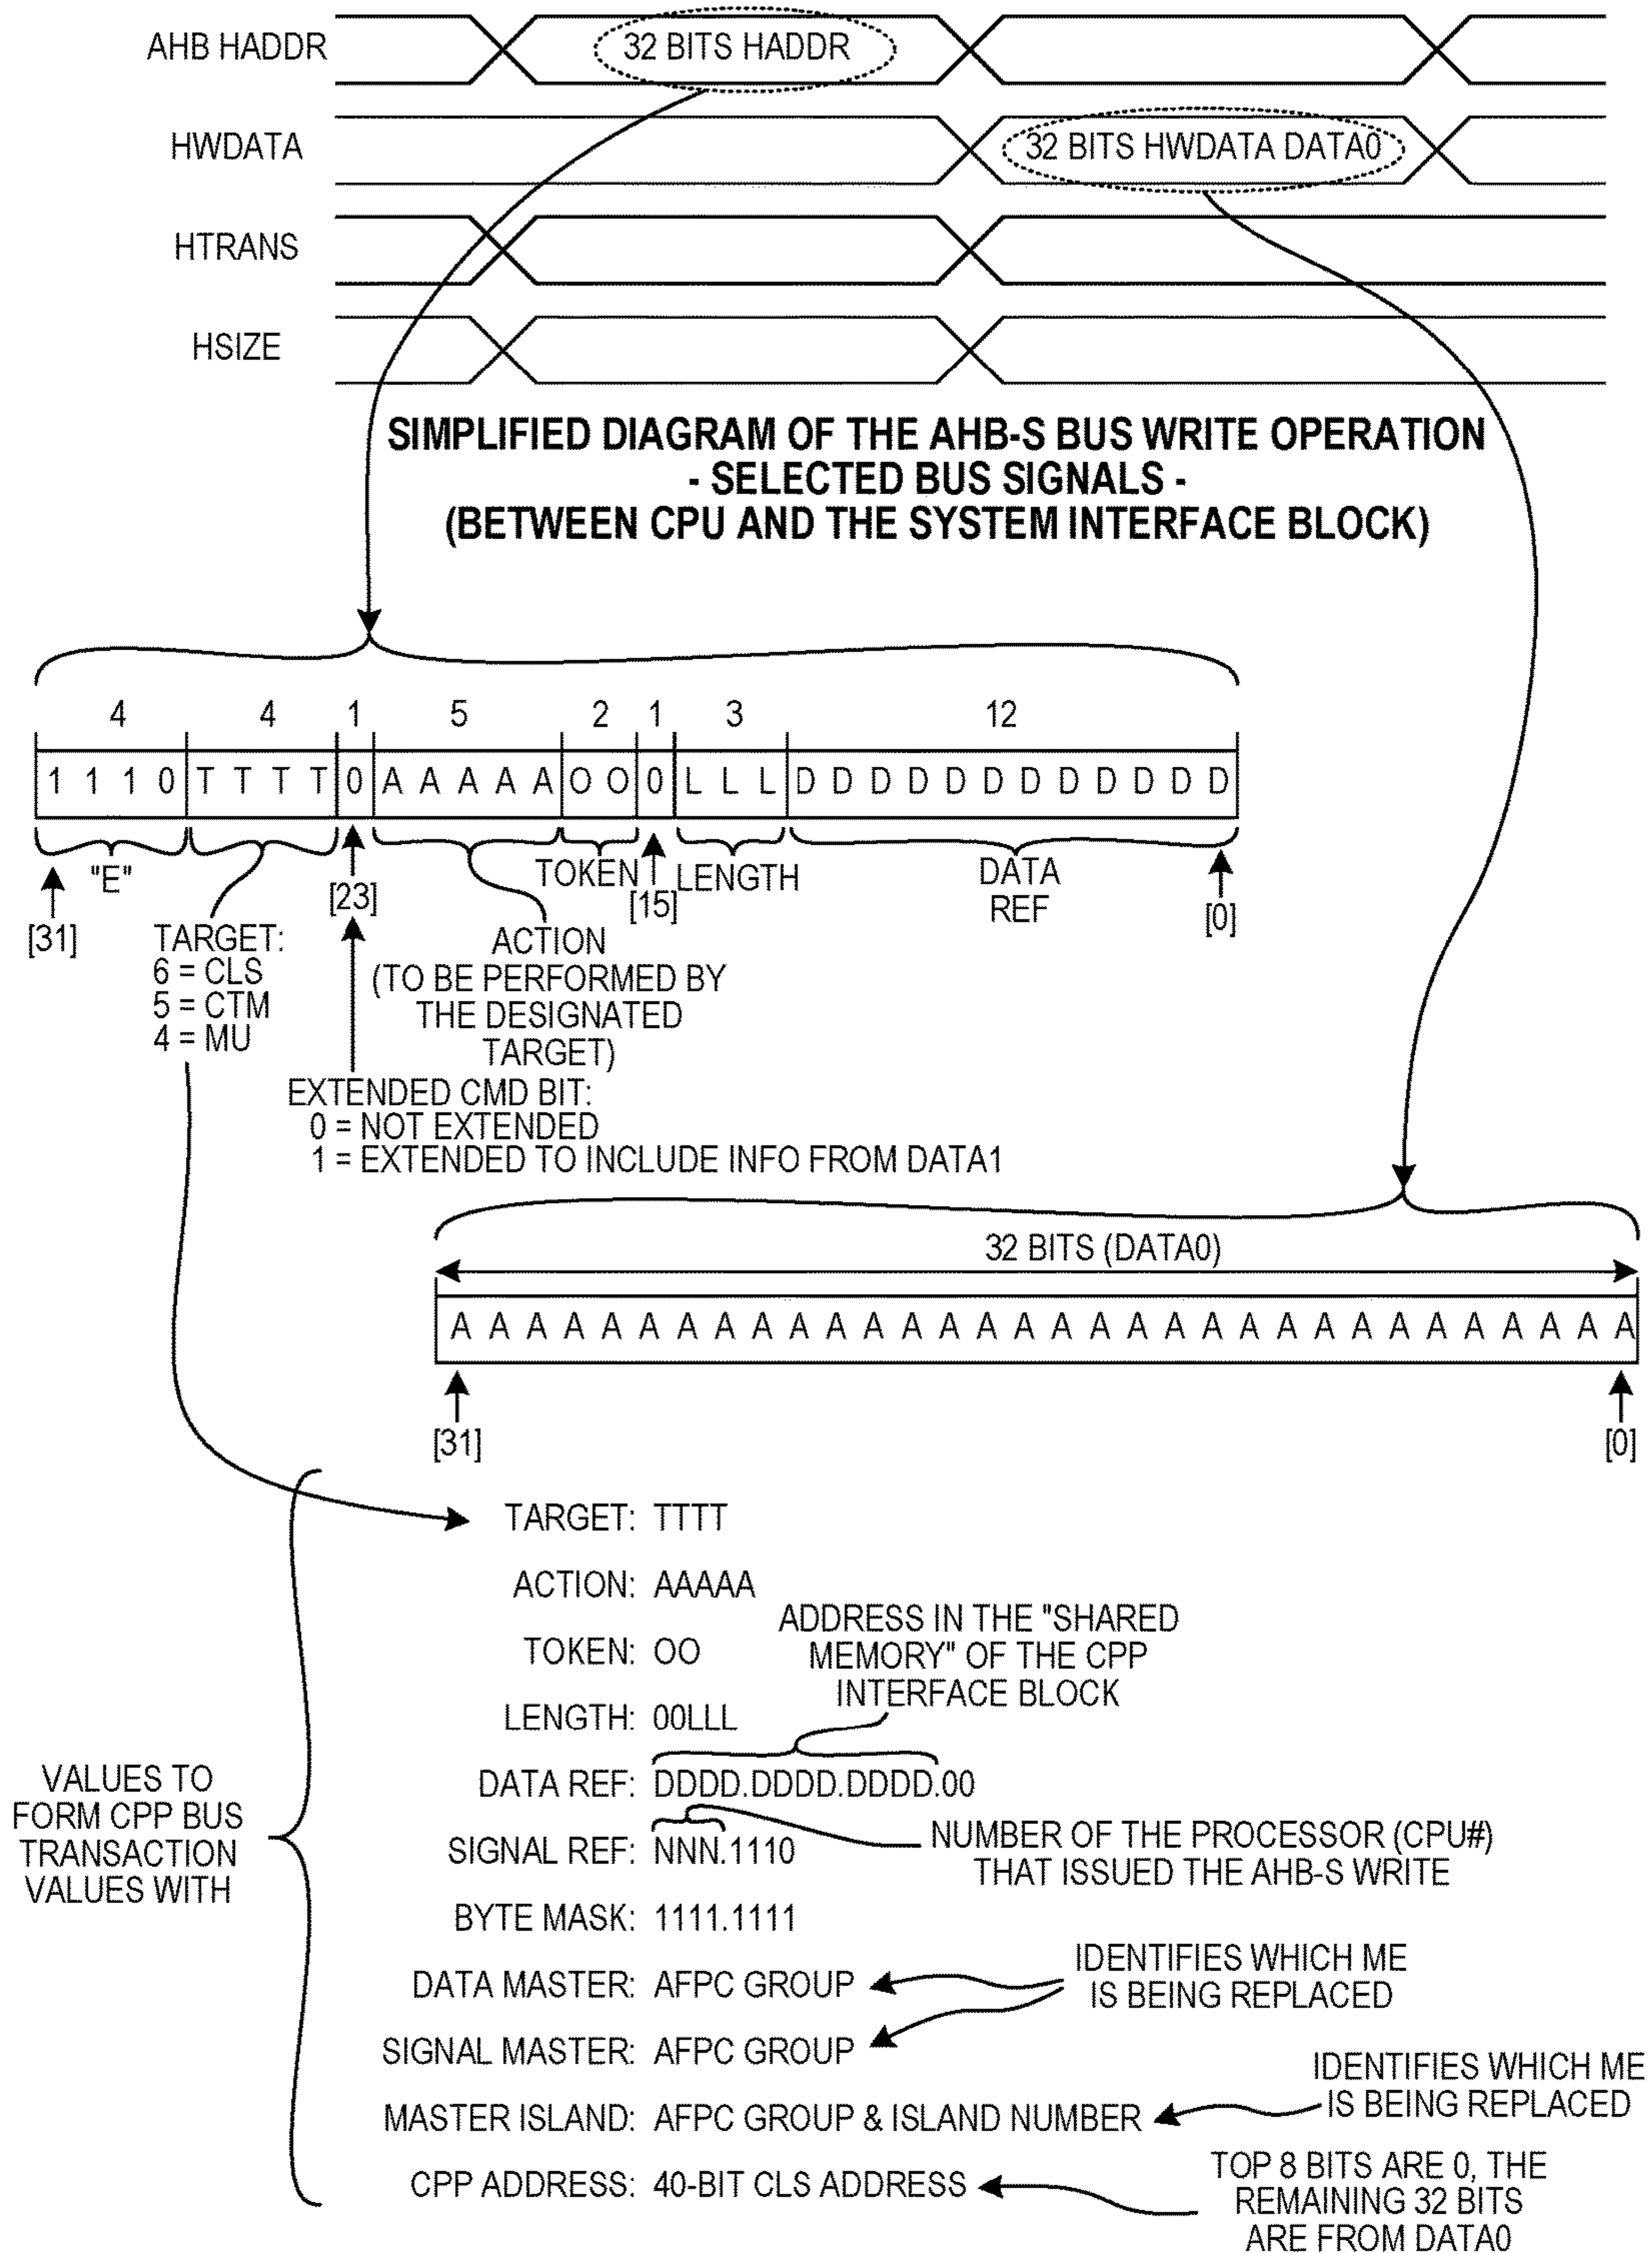 AHB HADDR
32 BITS HADDR
HWDATA
32 BITS HWDATA DATA0
HTRANS
HSIZE
SIMPLIFIED DIAGRAM OF THE AHB-S BUS WRITE OPERATION
- SELECTED BUS SIGNALS -
(BETWEEN CPU AND THE SYSTEM INTERFACE BLOCK)
4 4 1 5 2 1 3 12
1 1 1 0 T T T T 0 A A A A A O O 0 L L L D D D D D D D D D D D D
"E"
[31]
[23]
TOKEN
[15]
LENGTH
DATA
REF
[0]
TARGET:
6 = CLS
5 = CTM
4 = MU
ACTION
(TO BE PERFORMED BY
THE DESIGNATED
TARGET)
EXTENDED CMD BIT:
0 = NOT EXTENDED
1 = EXTENDED TO INCLUDE INFO FROM DATA1
32 BITS (DATA0)
A A A A A A A A A A A A A A A A A A A A A A A A A A A A A A A A
[31]
[0]
TARGET: TTTT
ACTION: AAAAA
TOKEN: OO
ADDRESS IN THE "SHARED
MEMORY" OF THE CPP
INTERFACE BLOCK
LENGTH: 00LLL
DATA REF: DDDD.DDDD.DDDD.00
SIGNAL REF: NNN.1110
NUMBER OF THE PROCESSOR (CPU#)
THAT ISSUED THE AHB-S WRITE
VALUES TO
FORM CPP BUS
TRANSACTION
VALUES WITH
BYTE MASK: 1111.1111
DATA MASTER: AFPC GROUP
IDENTIFIES WHICH ME
IS BEING REPLACED
SIGNAL MASTER: AFPC GROUP
MASTER ISLAND: AFPC GROUP & ISLAND NUMBER
IDENTIFIES WHICH ME
IS BEING REPLACED
CPP ADDRESS: 40-BIT CLS ADDRESS
TOP 8 BITS ARE 0, THE
REMAINING 32 BITS
ARE FROM DATA0